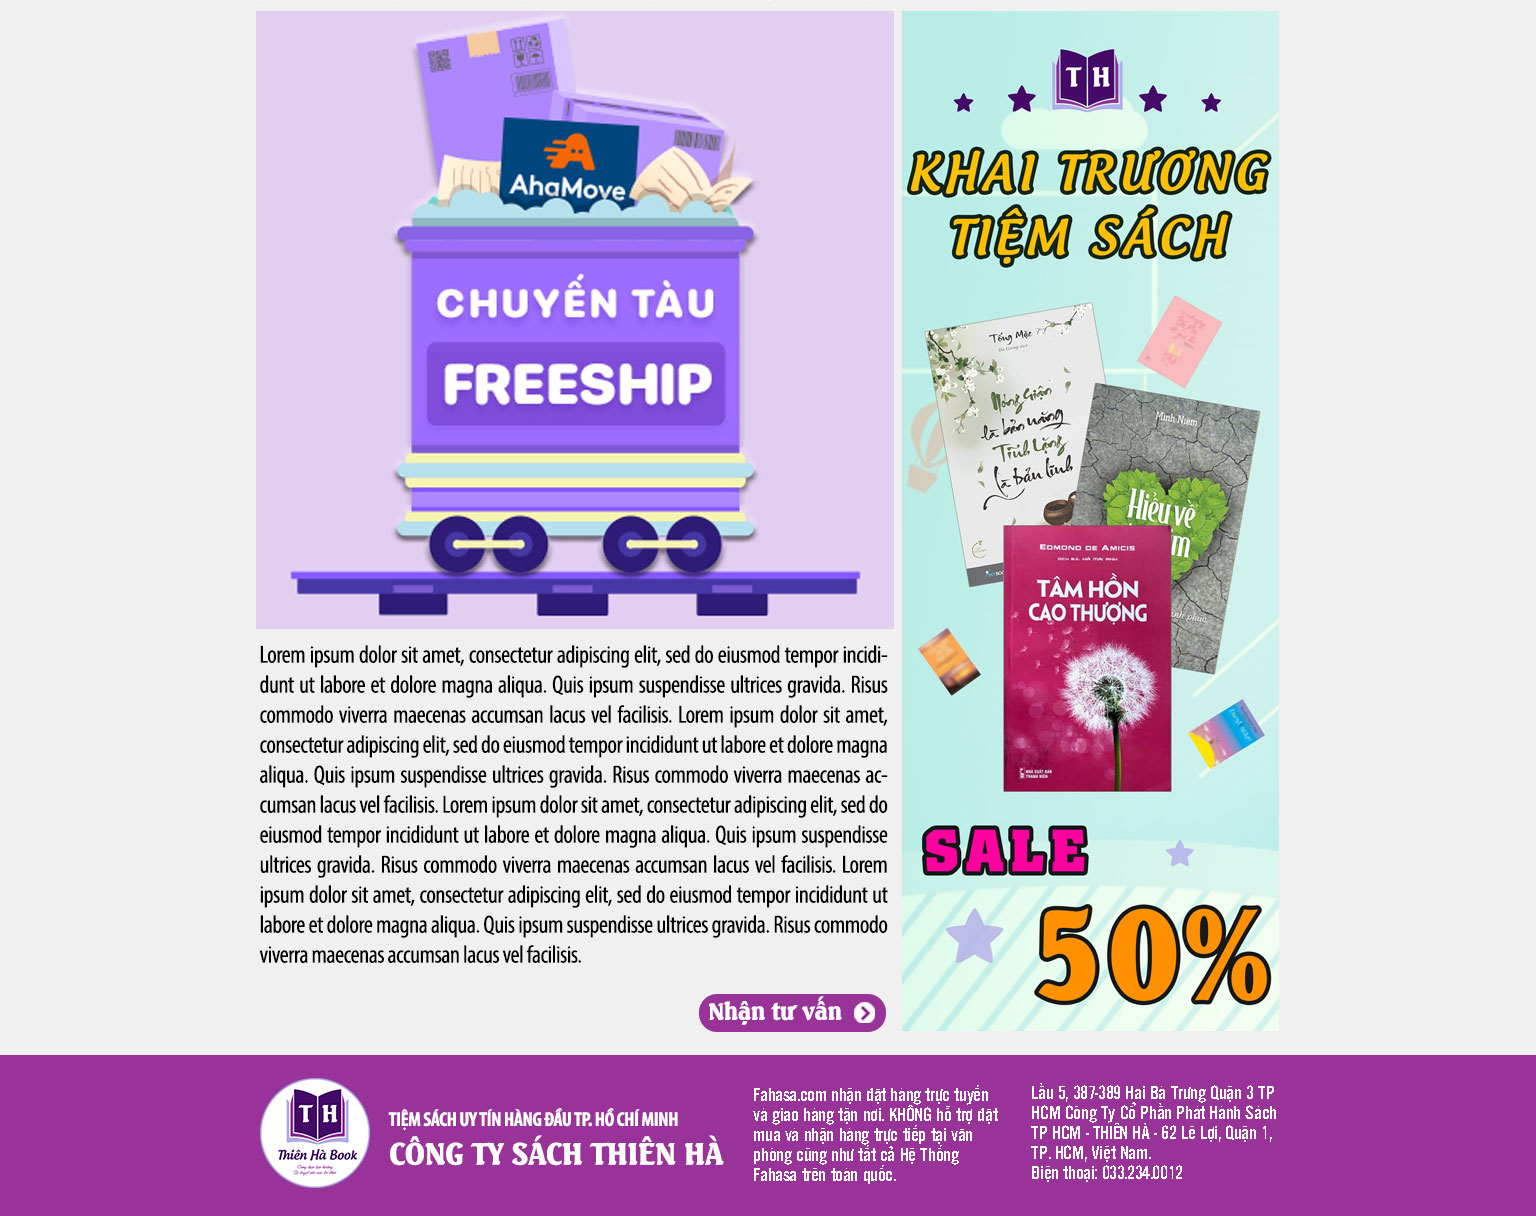 AhaMove
CHUYẾN TÀU
FREESHIP
Lorem ipsum dolor sit amet, consectetur adipiscing elit, sed do eiusmod tempor incidi-
dunt ut labore et dolore magna aliqua. Quis ipsum suspendisse ultrices gravida. Risus
commodo viverra maecenas accumsan lacus vel facilisis. Lorem ipsum dolor sit amet,
consectetur adipiscing elit, sed do eiusmod tempor incididunt ut labore et dolore magna
aliqua. Quis ipsum suspendisse ultrices gravida. Risus commodo viverra maecenas ac-
cumsan lacus vel facilisis. Lorem ipsum dolor sit amet, consectetur adipiscing elit, sed do
eiusmod tempor incididunt ut labore et dolore magna aliqua. Quis ipsum suspendisse
ultrices gravida. Risus commodo viverra maecenas accumsan lacus vel facilisis. Lorem
ipsum dolor sit amet, consectetur adipiscing elit, sed do eiusmod tempor incididunt ut
labore et dolore magna aliqua. Quis ipsum suspendisse ultrices gravida. Risus commodo
viverra maecenas accumsan lacus vel facilisis.
Nhận tư vấn
T H
KHAI TRƯƠNG
TIỆM SÁCH
Tống Mặc
Nóng Giận
là bản năng
Tĩnh Lặng
là bản lĩnh
Minh Niệm
Hiểu về
EDMOND DE AMICIS
TÂM HỒN
CAO THƯỢNG
NHÀ XUẤT BẢN
THANH NIÊN
SALE
50%
T H
Thiên Hà Book
TIỆM SÁCH UY TÍN HÀNG ĐẦU TP. HỒ CHÍ MINH
CÔNG TY SÁCH THIÊN HÀ
Fahasa.com nhận đặt hàng trực tuyến
và giao hàng tận nơi. KHÔNG hỗ trợ đặt
mua và nhận hàng trực tiếp tại văn
phòng cũng như tất cả Hệ Thống
Fahasa trên toàn quốc.
Lầu 5, 387-389 Hai Bà Trưng Quận 3 TP
HCM Công Ty Cổ Phần Phát Hành Sách
TP HCM - THIÊN HÀ - 62 Lê Lợi, Quận 1,
TP. HCM, Việt Nam.
Điện thoại: 033.234.0012